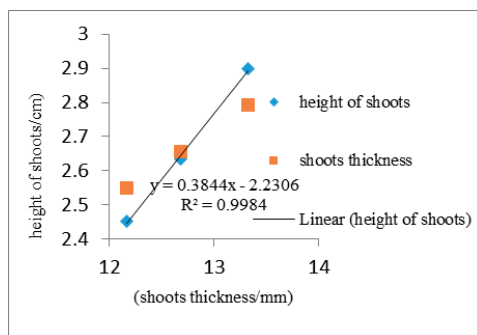 2.9
2.8
2.7
2.6
2.5
2.4
height of shoots/cm)
12
13
14
(shoots thickness/mm)
y = 0.3844x - 2.2306
R² = 0.9984
height of shoots
shoots thickness
Linear (height of shoots)